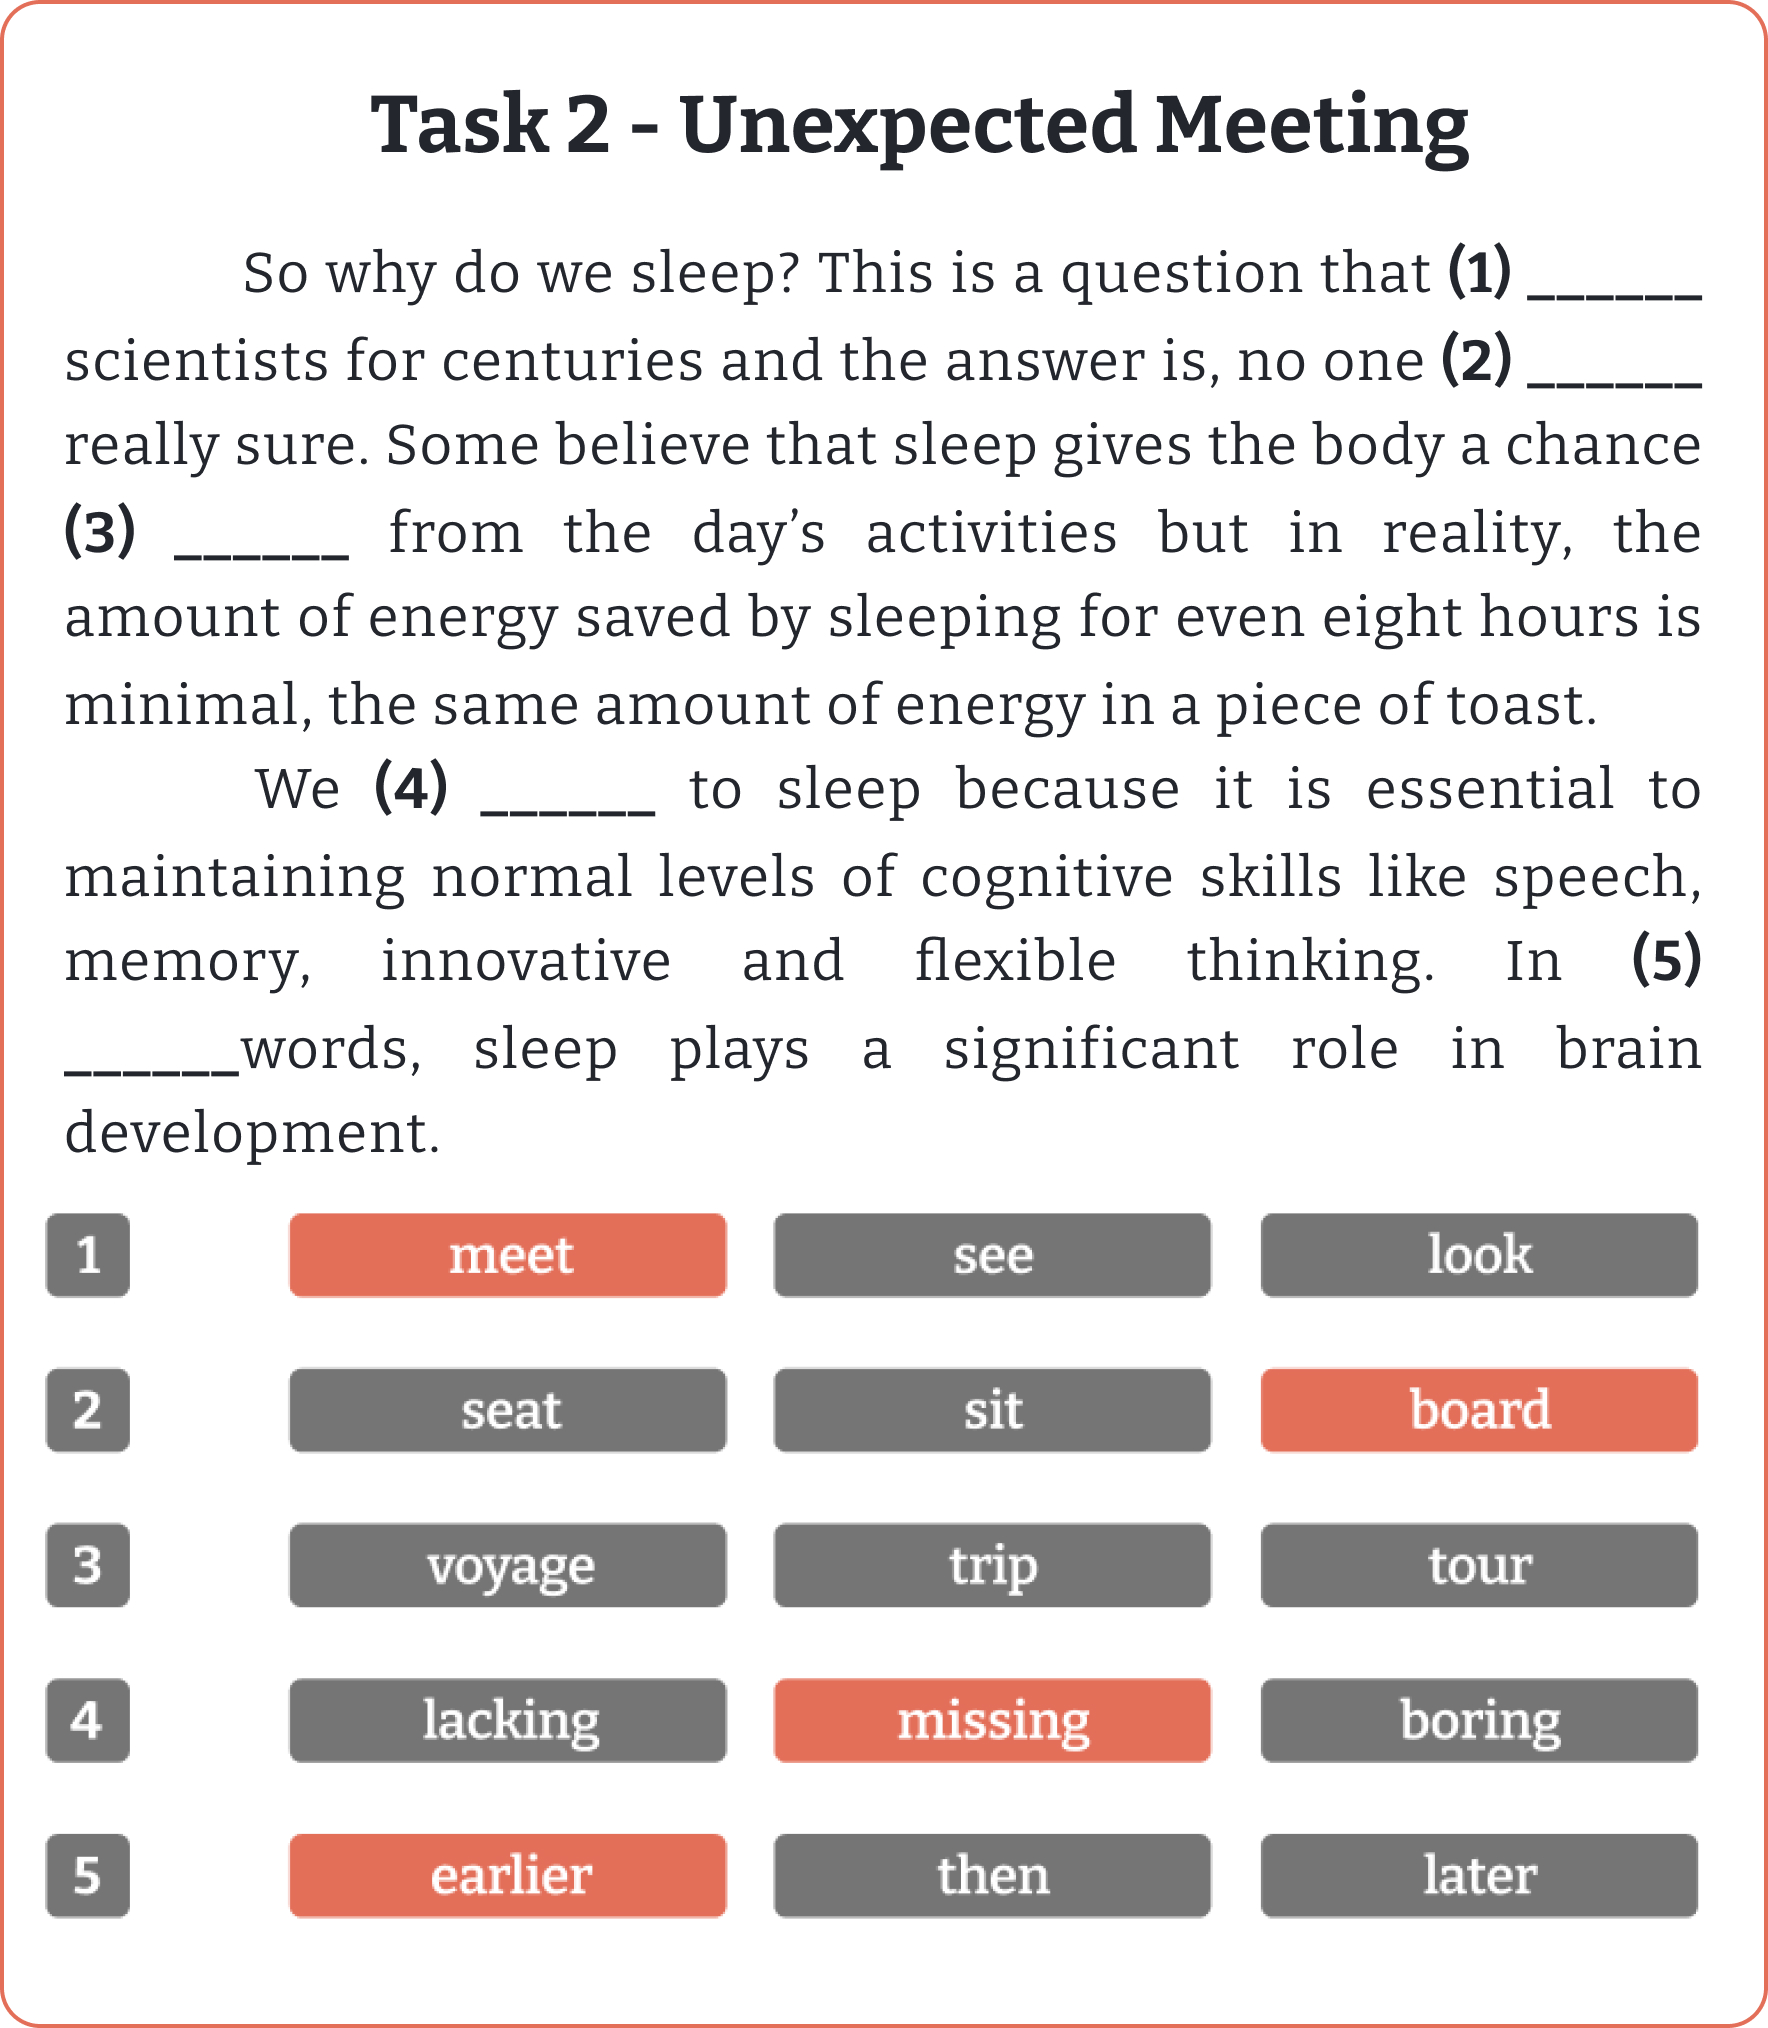 Task 2 - Unexpected Meeting
So why do we sleep? This is a question that (1) ______
scientists for centuries and the answer is, no one (2) ______
really sure. Some believe that sleep gives the body a chance
(3) ______ from the day’s activities but in reality, the
amount of energy saved by sleeping for even eight hours is
minimal, the same amount of energy in a piece of toast.
We (4) ______ to sleep because it is essential to
maintaining normal levels of cognitive skills like speech,
memory, innovative and flexible thinking. In (5)
______words, sleep plays a significant role in brain
development.
1 meet see look
2 seat sit board
3 voyage trip tour
4 lacking missing boring
5 earlier then later